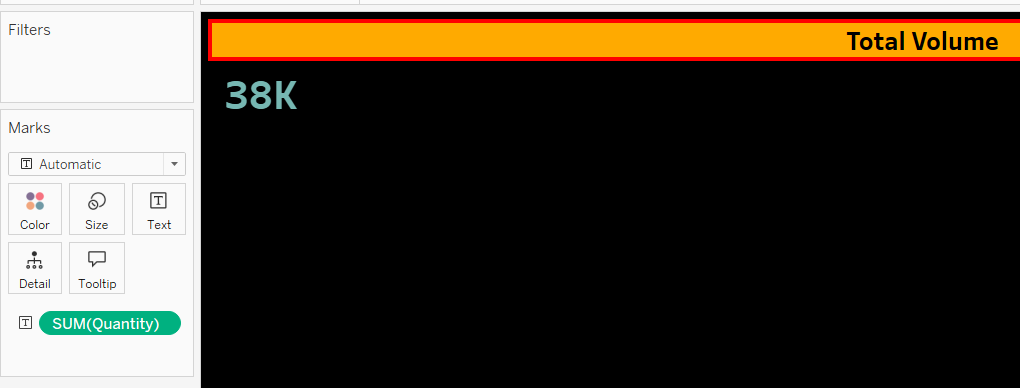 Filters
Total Volume
38K
Marks
T Automatic
Color Size T Text
Detail Tooltip
T SUM(Quantity)